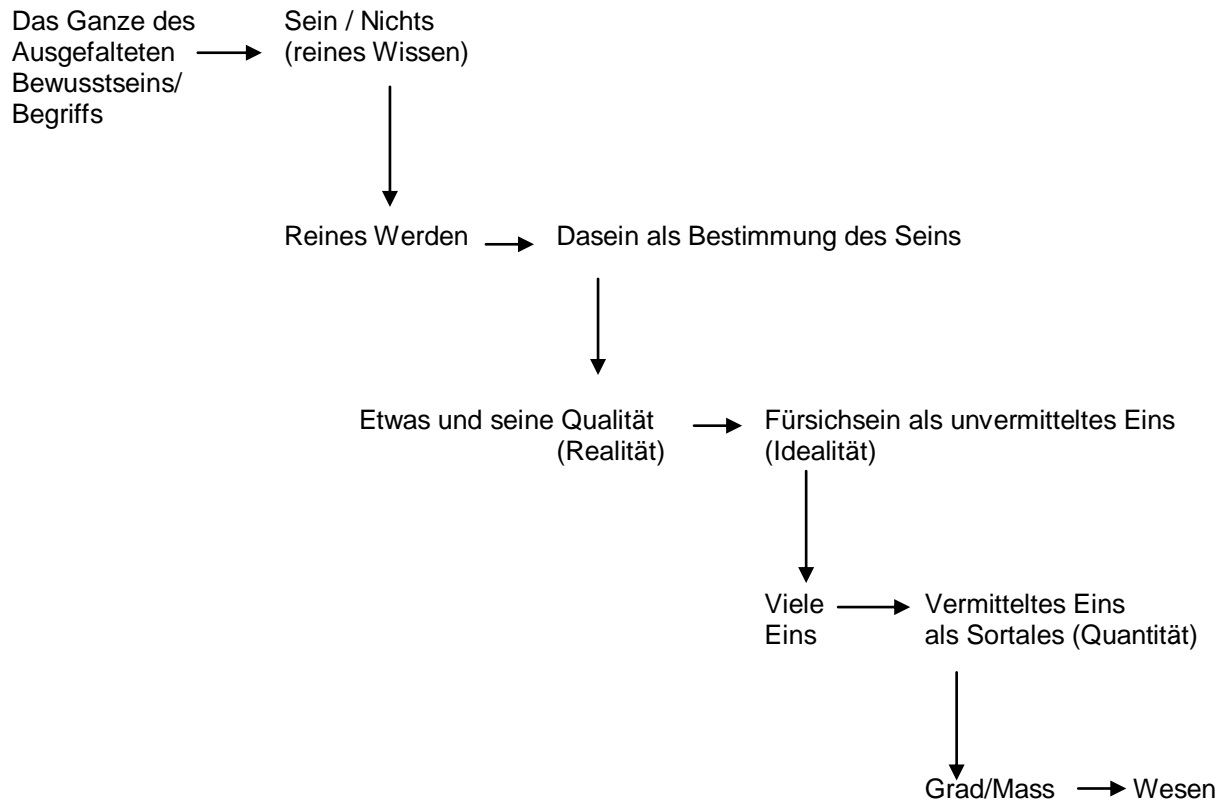 Das Ganze des
Ausgefalteten
Bewusstseins/
Begriffs
Sein / Nichts
(reines Wissen)
Reines Werden
Dasein als Bestimmung des Seins
Etwas und seine Qualität
(Realität)
Fürsichsein als unvermitteltes Eins
(Idealität)
Viele
Eins
Vermitteltes Eins
als Sortales (Quantität)
Grad/Mass
Wesen